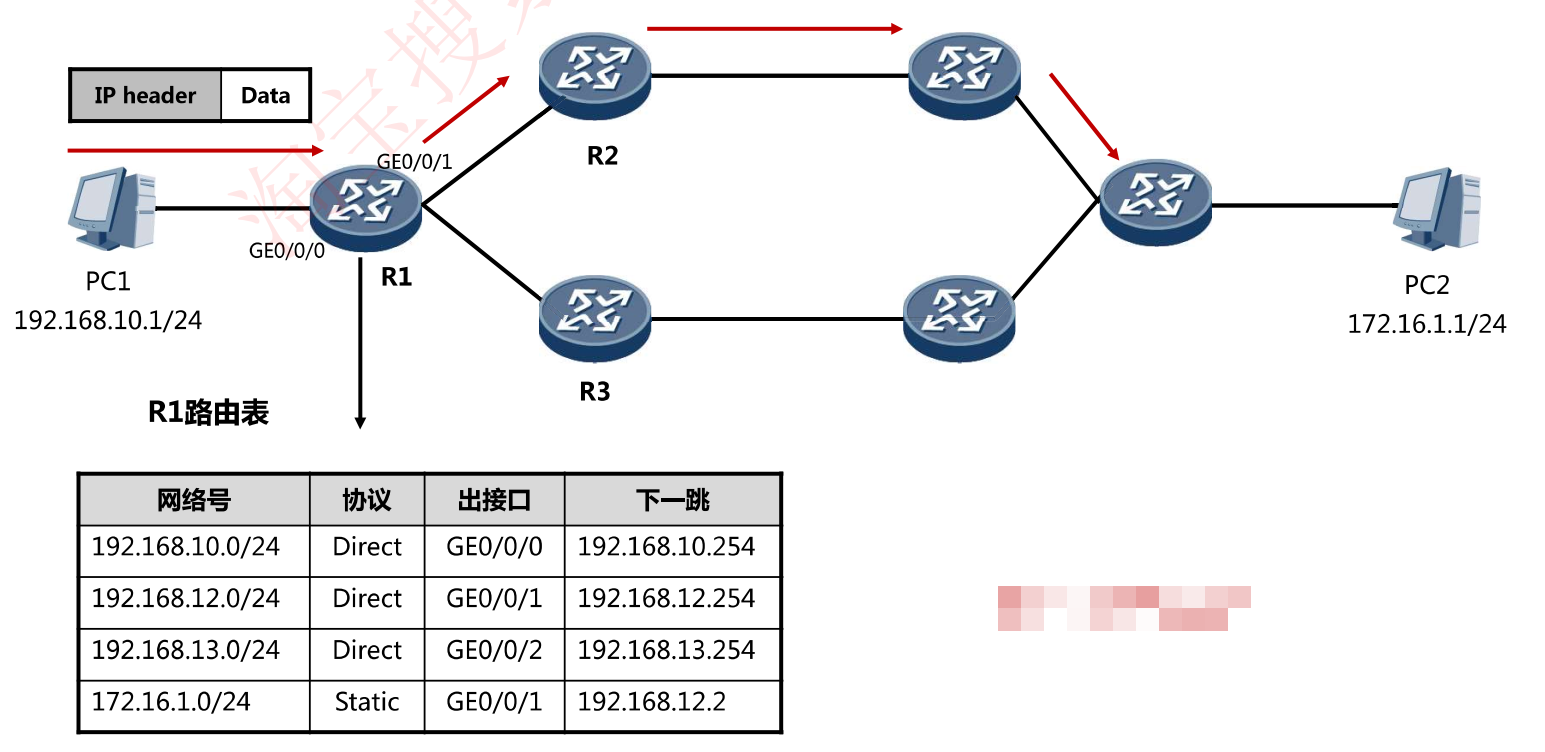 淘宝搜
IP header Data
GE0/0/1
R2
GE0/0/0
R1
PC1
192.168.10.1/24
PC2
172.16.1.1/24
R3
R1路由表
网络号 协议 出接口 下一跳
192.168.10.0/24 Direct GE0/0/0 192.168.10.254
192.168.12.0/24 Direct GE0/0/1 192.168.12.254
192.168.13.0/24 Direct GE0/0/2 192.168.13.254
172.16.1.0/24 Static GE0/0/1 192.168.12.2